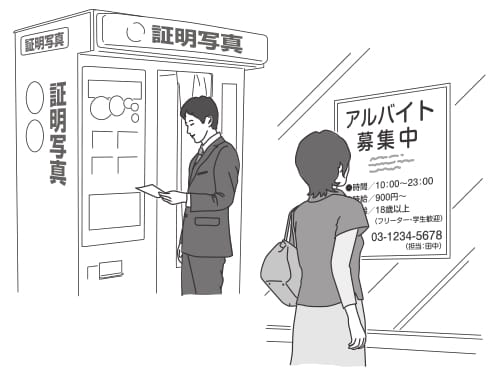 証明写真
証明写真
証明写真
アルバイト
募集中
●時間／10:00～23:00
給／900円～
／18歳以上
（フリーター・学生歓迎）
03-1234-5678
（担当：田中）